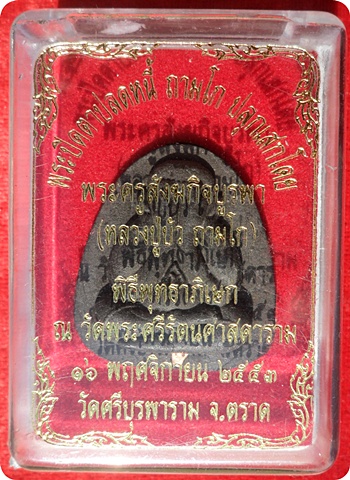 พระปิดตาปลดหนี้ ถามโก ปลุกเสกโดย
พระครูสังฆกิจบูรพา
(หลวงปู่บัว ถามโก)
พิธีพุทธาภิเษก
ณ วัดพระศรีรัตนศาสดาราม
๑๖ พฤศจิกายน ๒๕๕๓
วัดศรีบุรพาราม จ.ตราด